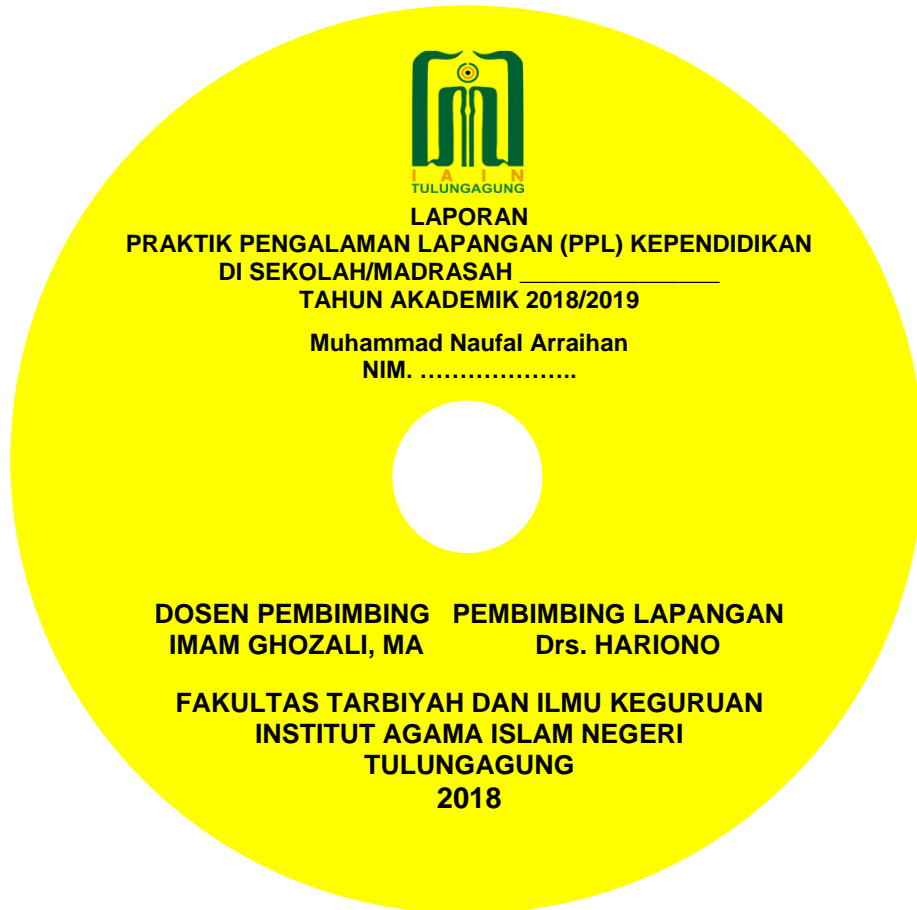 I A I N
TULUNGAGUNG
LAPORAN
PRAKTIK PENGALAMAN LAPANGAN (PPL) KEPENDIDIKAN
DI SEKOLAH/MADRASAH _______________
TAHUN AKADEMIK 2018/2019
Muhammad Naufal Arraihan
NIM. ………………..
DOSEN PEMBIMBING PEMBIMBING LAPANGAN
IMAM GHOZALI, MA Drs. HARIONO
FAKULTAS TARBIYAH DAN ILMU KEGURUAN
INSTITUT AGAMA ISLAM NEGERI
TULUNGAGUNG
2018